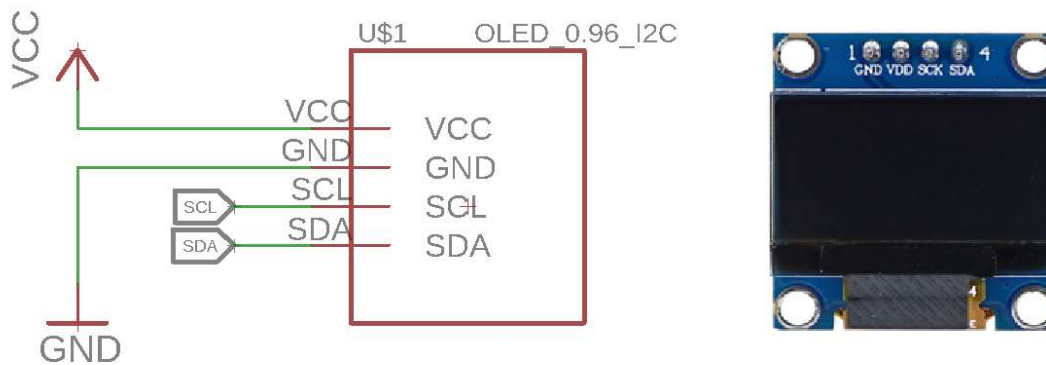 VCC
U$1 OLED_0.96_I2C
VCC VCC
GND GND
SCL SCL SCL
SDA SDA SDA
GND
1 4
GND VDD SCK SDA
4